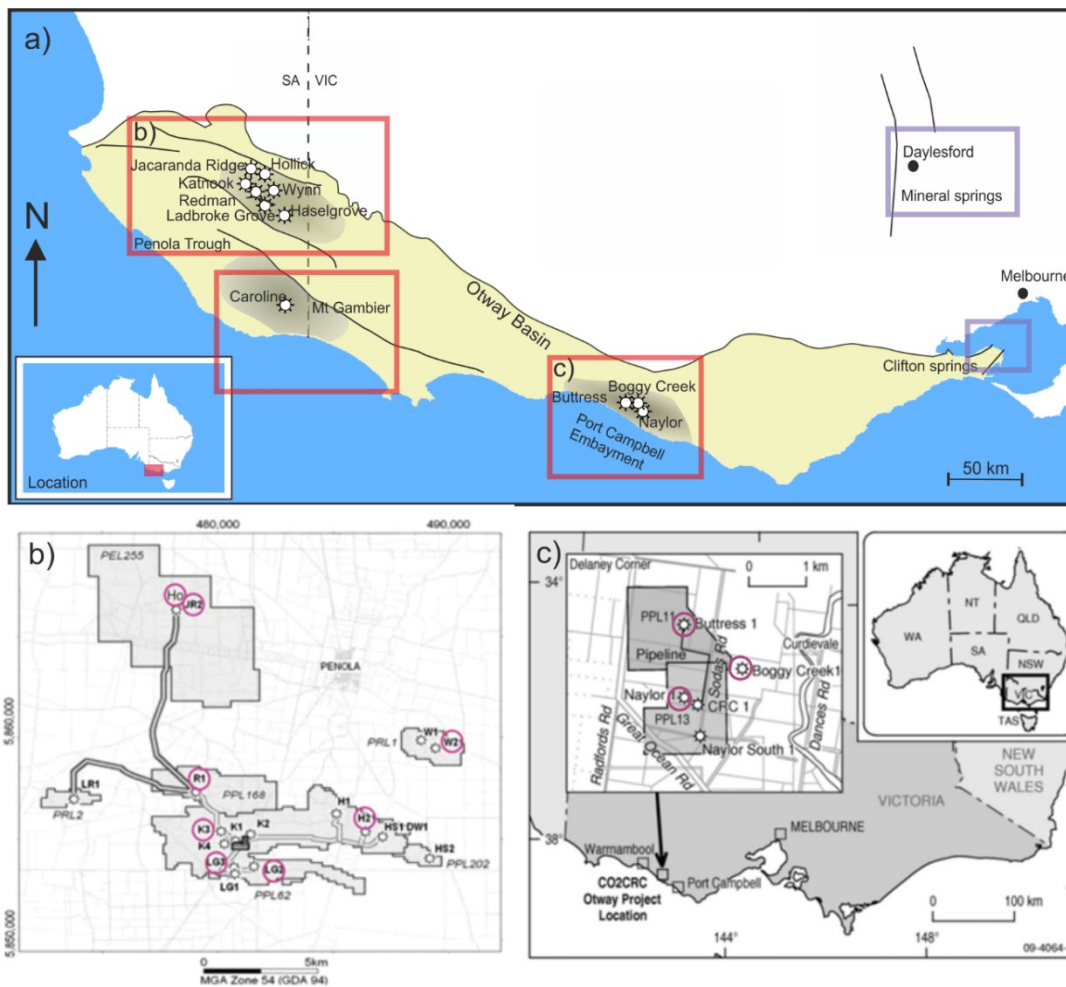 a)
SA
VIC
b)
Jacaranda Ridge
Hollick
Katnook
Wynn
Redman
Haselgrove
Ladbroke Grove
Penola Trough
N
Caroline
Mt Gambier
Otway Basin
Daylesford
Mineral springs
Melbourne
Clifton springs
c)
Boggy Creek
Buttress
Naylor
Port Campbell
Embayment
50 km
Location
b)
480,000
490,000
PEL255
Ho
JR2
PENOLA
5,860,000
PRL1
W1
W2
LR1
PRL2
R1
PPL168
H1
K3
K1
K2
H2
K4
HS1
DW1
HS2
LG3
LG2
PPL202
LG1
PPL62
5,850,000
0
5km
MGA Zone 54 (GDA 94)
c)
Delaney Corner
0
1 km
34°
PPL11
Buttress 1
Pipeline
Sodas Rd
Curdievale
Boggy Creek1
Naylor 1
CRC 1
PPL13
Dances Rd
Radfords Rd
Great Ocean Rd
Naylor South 1
NT
QLD
WA
SA
NSW
VIC
TAS
NEW
SOUTH
WALES
VICTORIA
38°
MELBOURNE
Warrnambool
CO2CRC
Otway Project
Location
Port Campbell
0
100 km
144°
148°
09-4064-